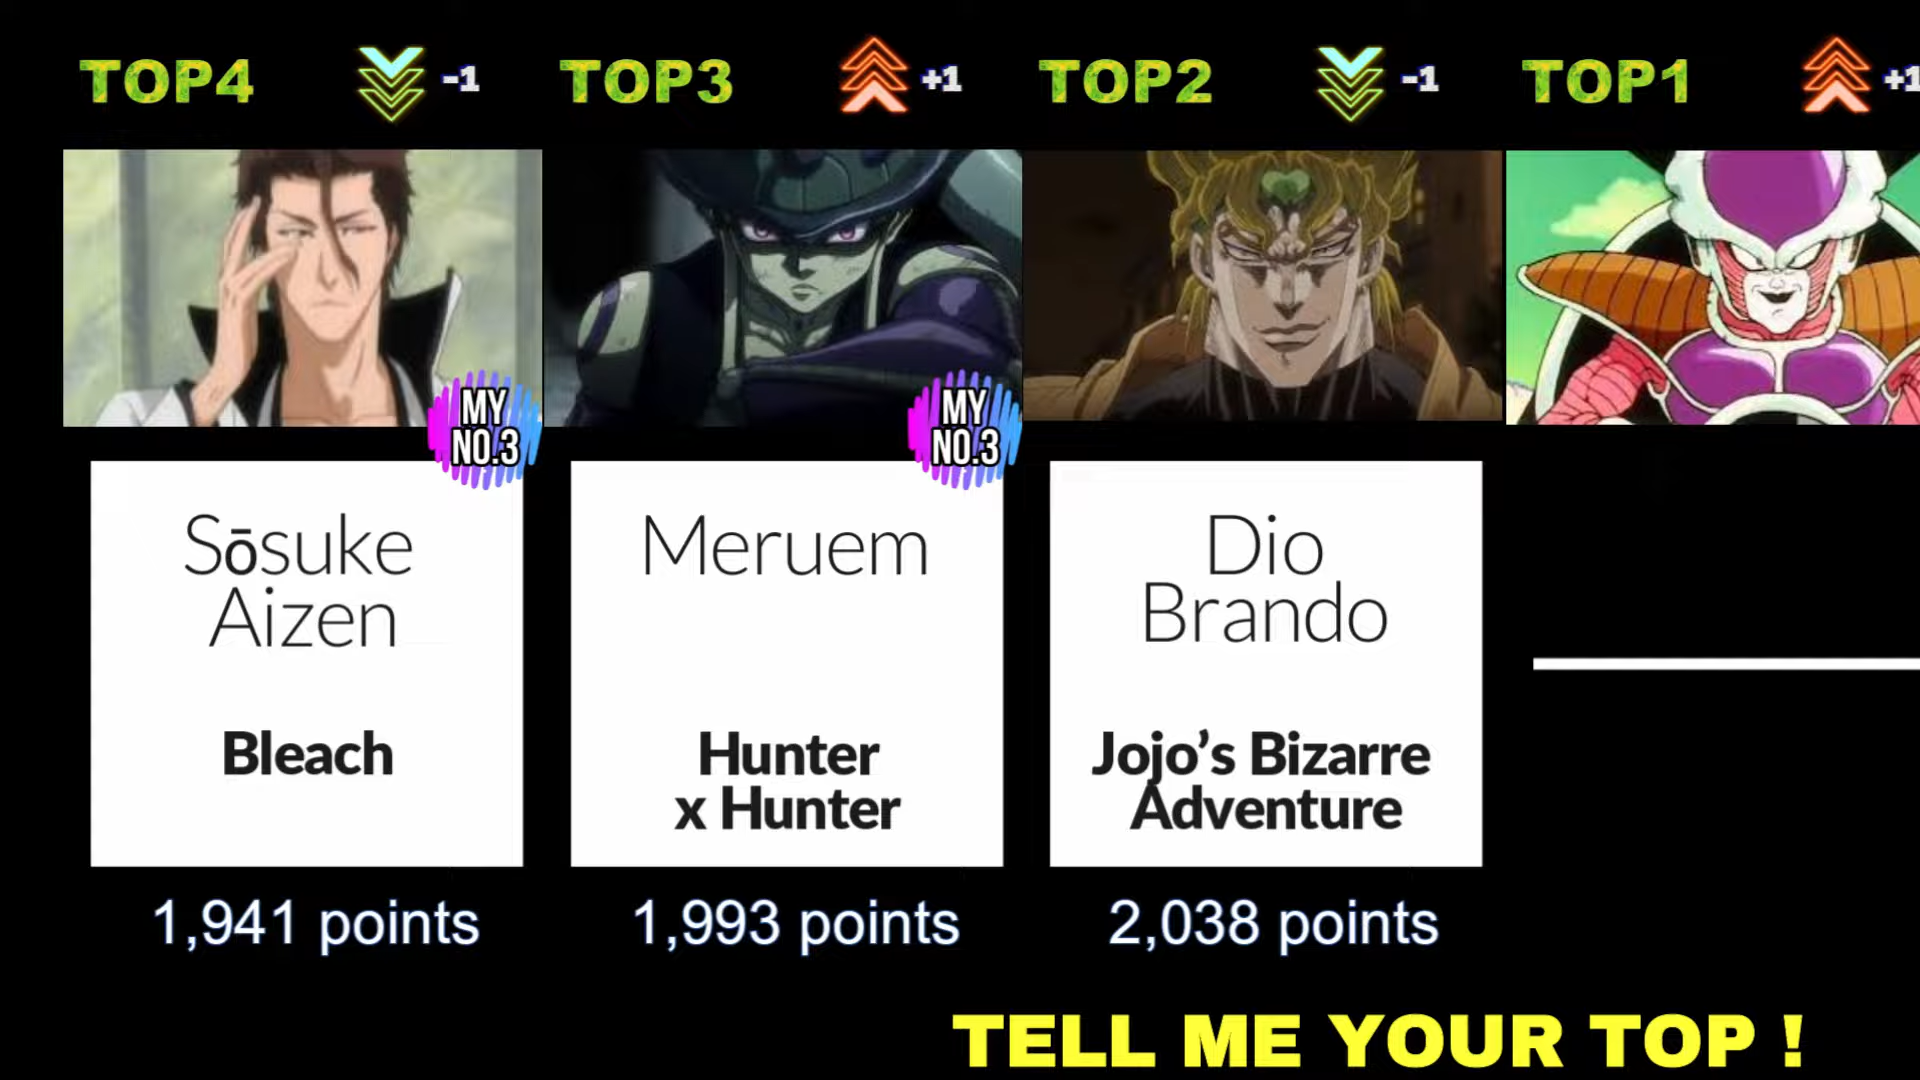 TOP4
-1
TOP3
+1
TOP2
-1
TOP1
+1
MY
NO.3
MY
NO.3
Sōsuke
Aizen
Bleach
1,941 points
Meruem
Hunter
x Hunter
1,993 points
Dio
Brando
Jojo’s Bizarre
Adventure
2,038 points
TELL ME YOUR TOP !